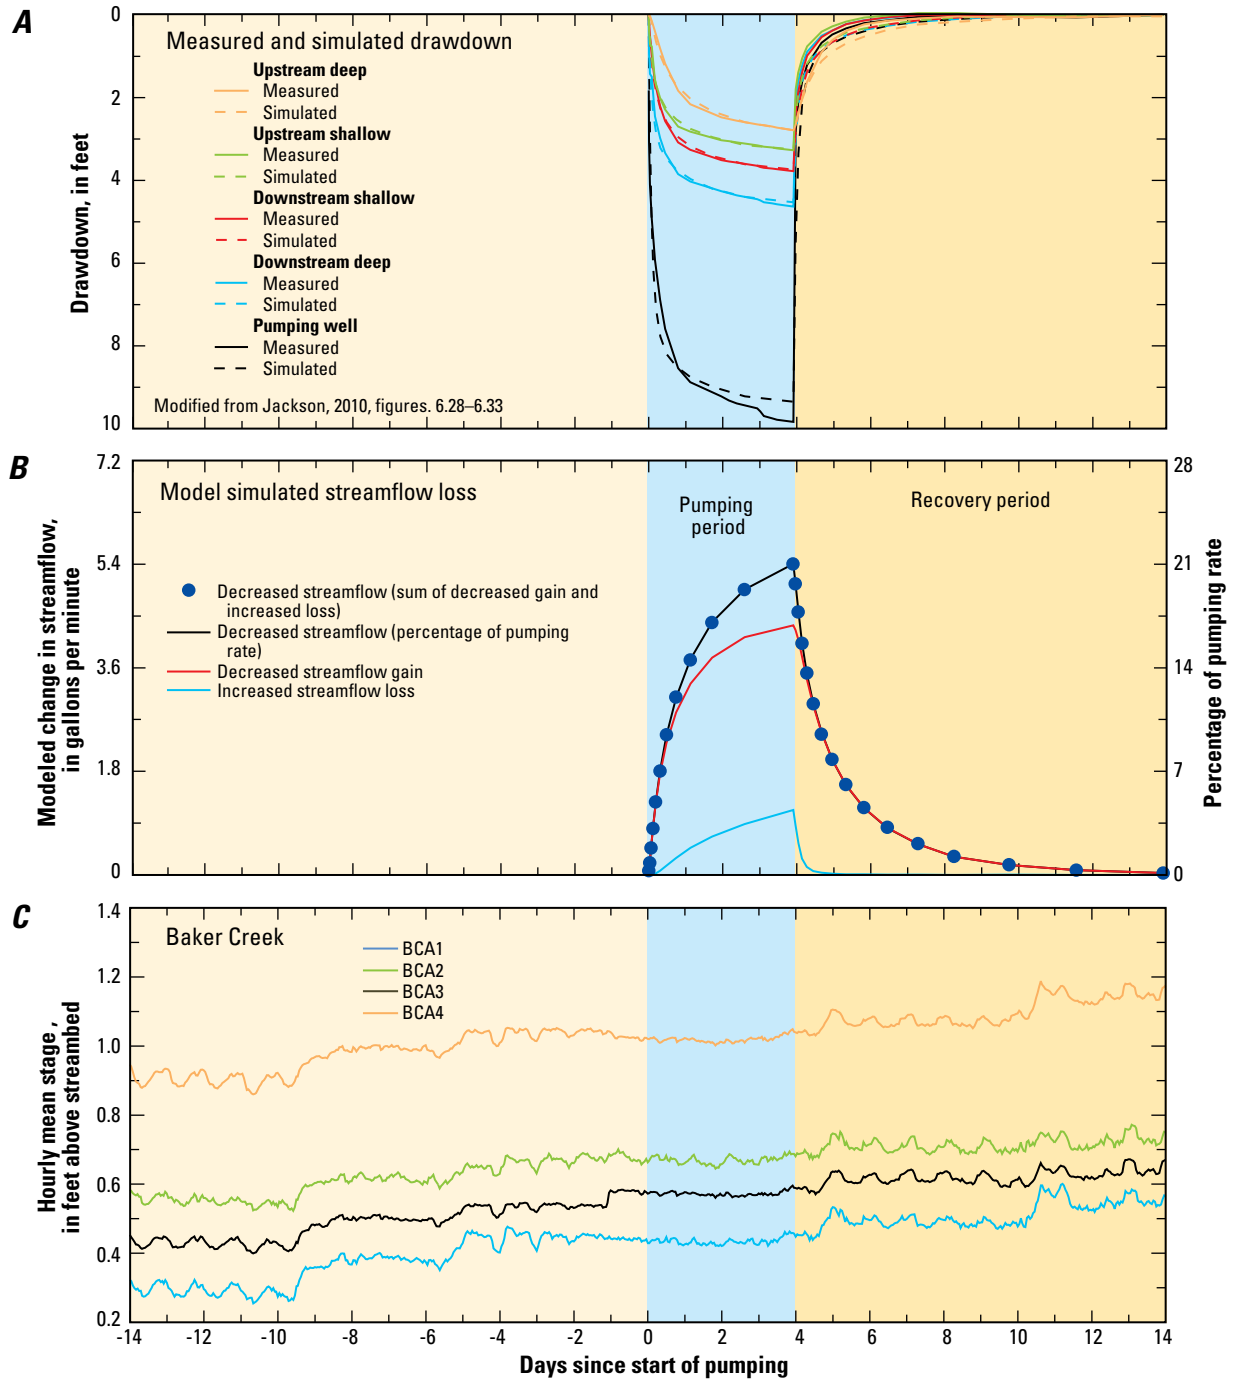 A
Measured and simulated drawdown
Upstream deep
Measured
Simulated
Upstream shallow
Measured
Simulated
Downstream shallow
Measured
Simulated
Downstream deep
Measured
Simulated
Pumping well
Measured
Simulated
Modified from Jackson, 2010, figures. 6.28–6.33
Drawdown, in feet
0
2
4
6
8
10
B
Model simulated streamflow loss
Pumping
period
Recovery period
Decreased streamflow (sum of decreased gain and
increased loss)
Decreased streamflow (percentage of pumping
rate)
Decreased streamflow gain
Increased streamflow loss
Modeled change in streamflow,
in gallons per minute
7.2
5.4
3.6
1.8
0
28
21
14
7
0
Percentage of pumping rate
C
Baker Creek
BCA1
BCA2
BCA3
BCA4
Hourly mean stage,
in feet above streambed
1.4
1.2
1.0
0.8
0.6
0.4
0.2
-14 -12 -10 -8 -6 -4 -2 0 2 4 6 8 10 12 14
Days since start of pumping